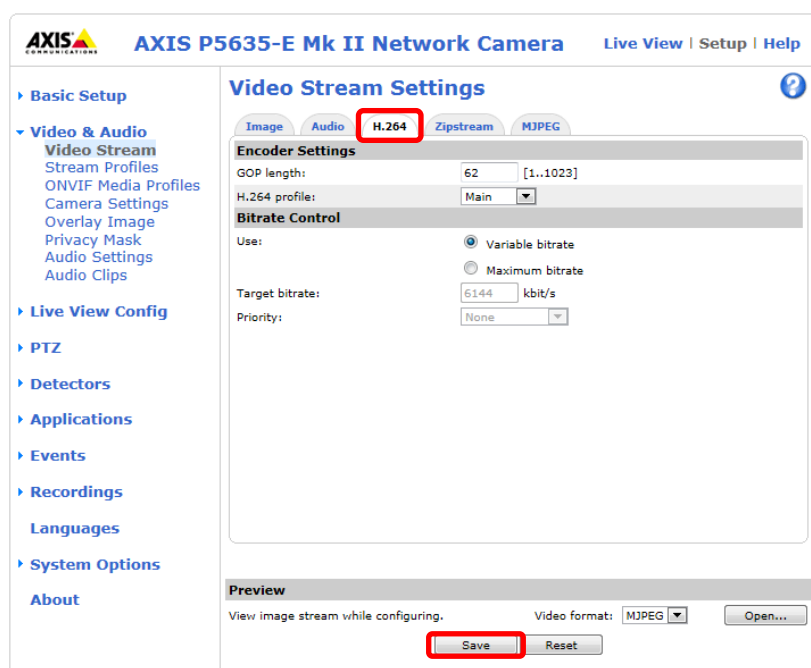 AXIS COMMUNICATIONS
AXIS P5635-E Mk II Network Camera
Live View | Setup | Help
Basic Setup
Video & Audio
Video Stream
Stream Profiles
ONVIF Media Profiles
Camera Settings
Overlay Image
Privacy Mask
Audio Settings
Audio Clips
Live View Config
PTZ
Detectors
Applications
Events
Recordings
Languages
System Options
About
Video Stream Settings
?
Image Audio H.264 Zipstream MJPEG
Encoder Settings
GOP length: 62 [1..1023]
H.264 profile: Main
Bitrate Control
Use: Variable bitrate
Maximum bitrate
Target bitrate: 6144 kbit/s
Priority: None
Preview
View image stream while configuring. Video format: MJPEG Open...
Save Reset